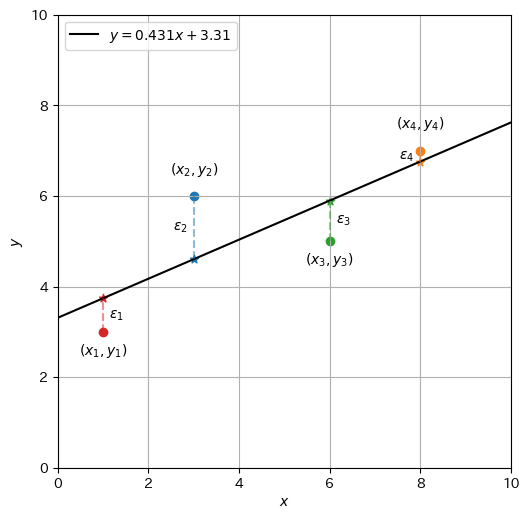 10
8
6
4
2
0
y
y = 0.431x + 3.31
(x₄, y₄)
ε₄
(x₂, y₂)
ε₂
ε₃
(x₃, y₃)
ε₁
(x₁, y₁)
0 2 4 6 8 10
x